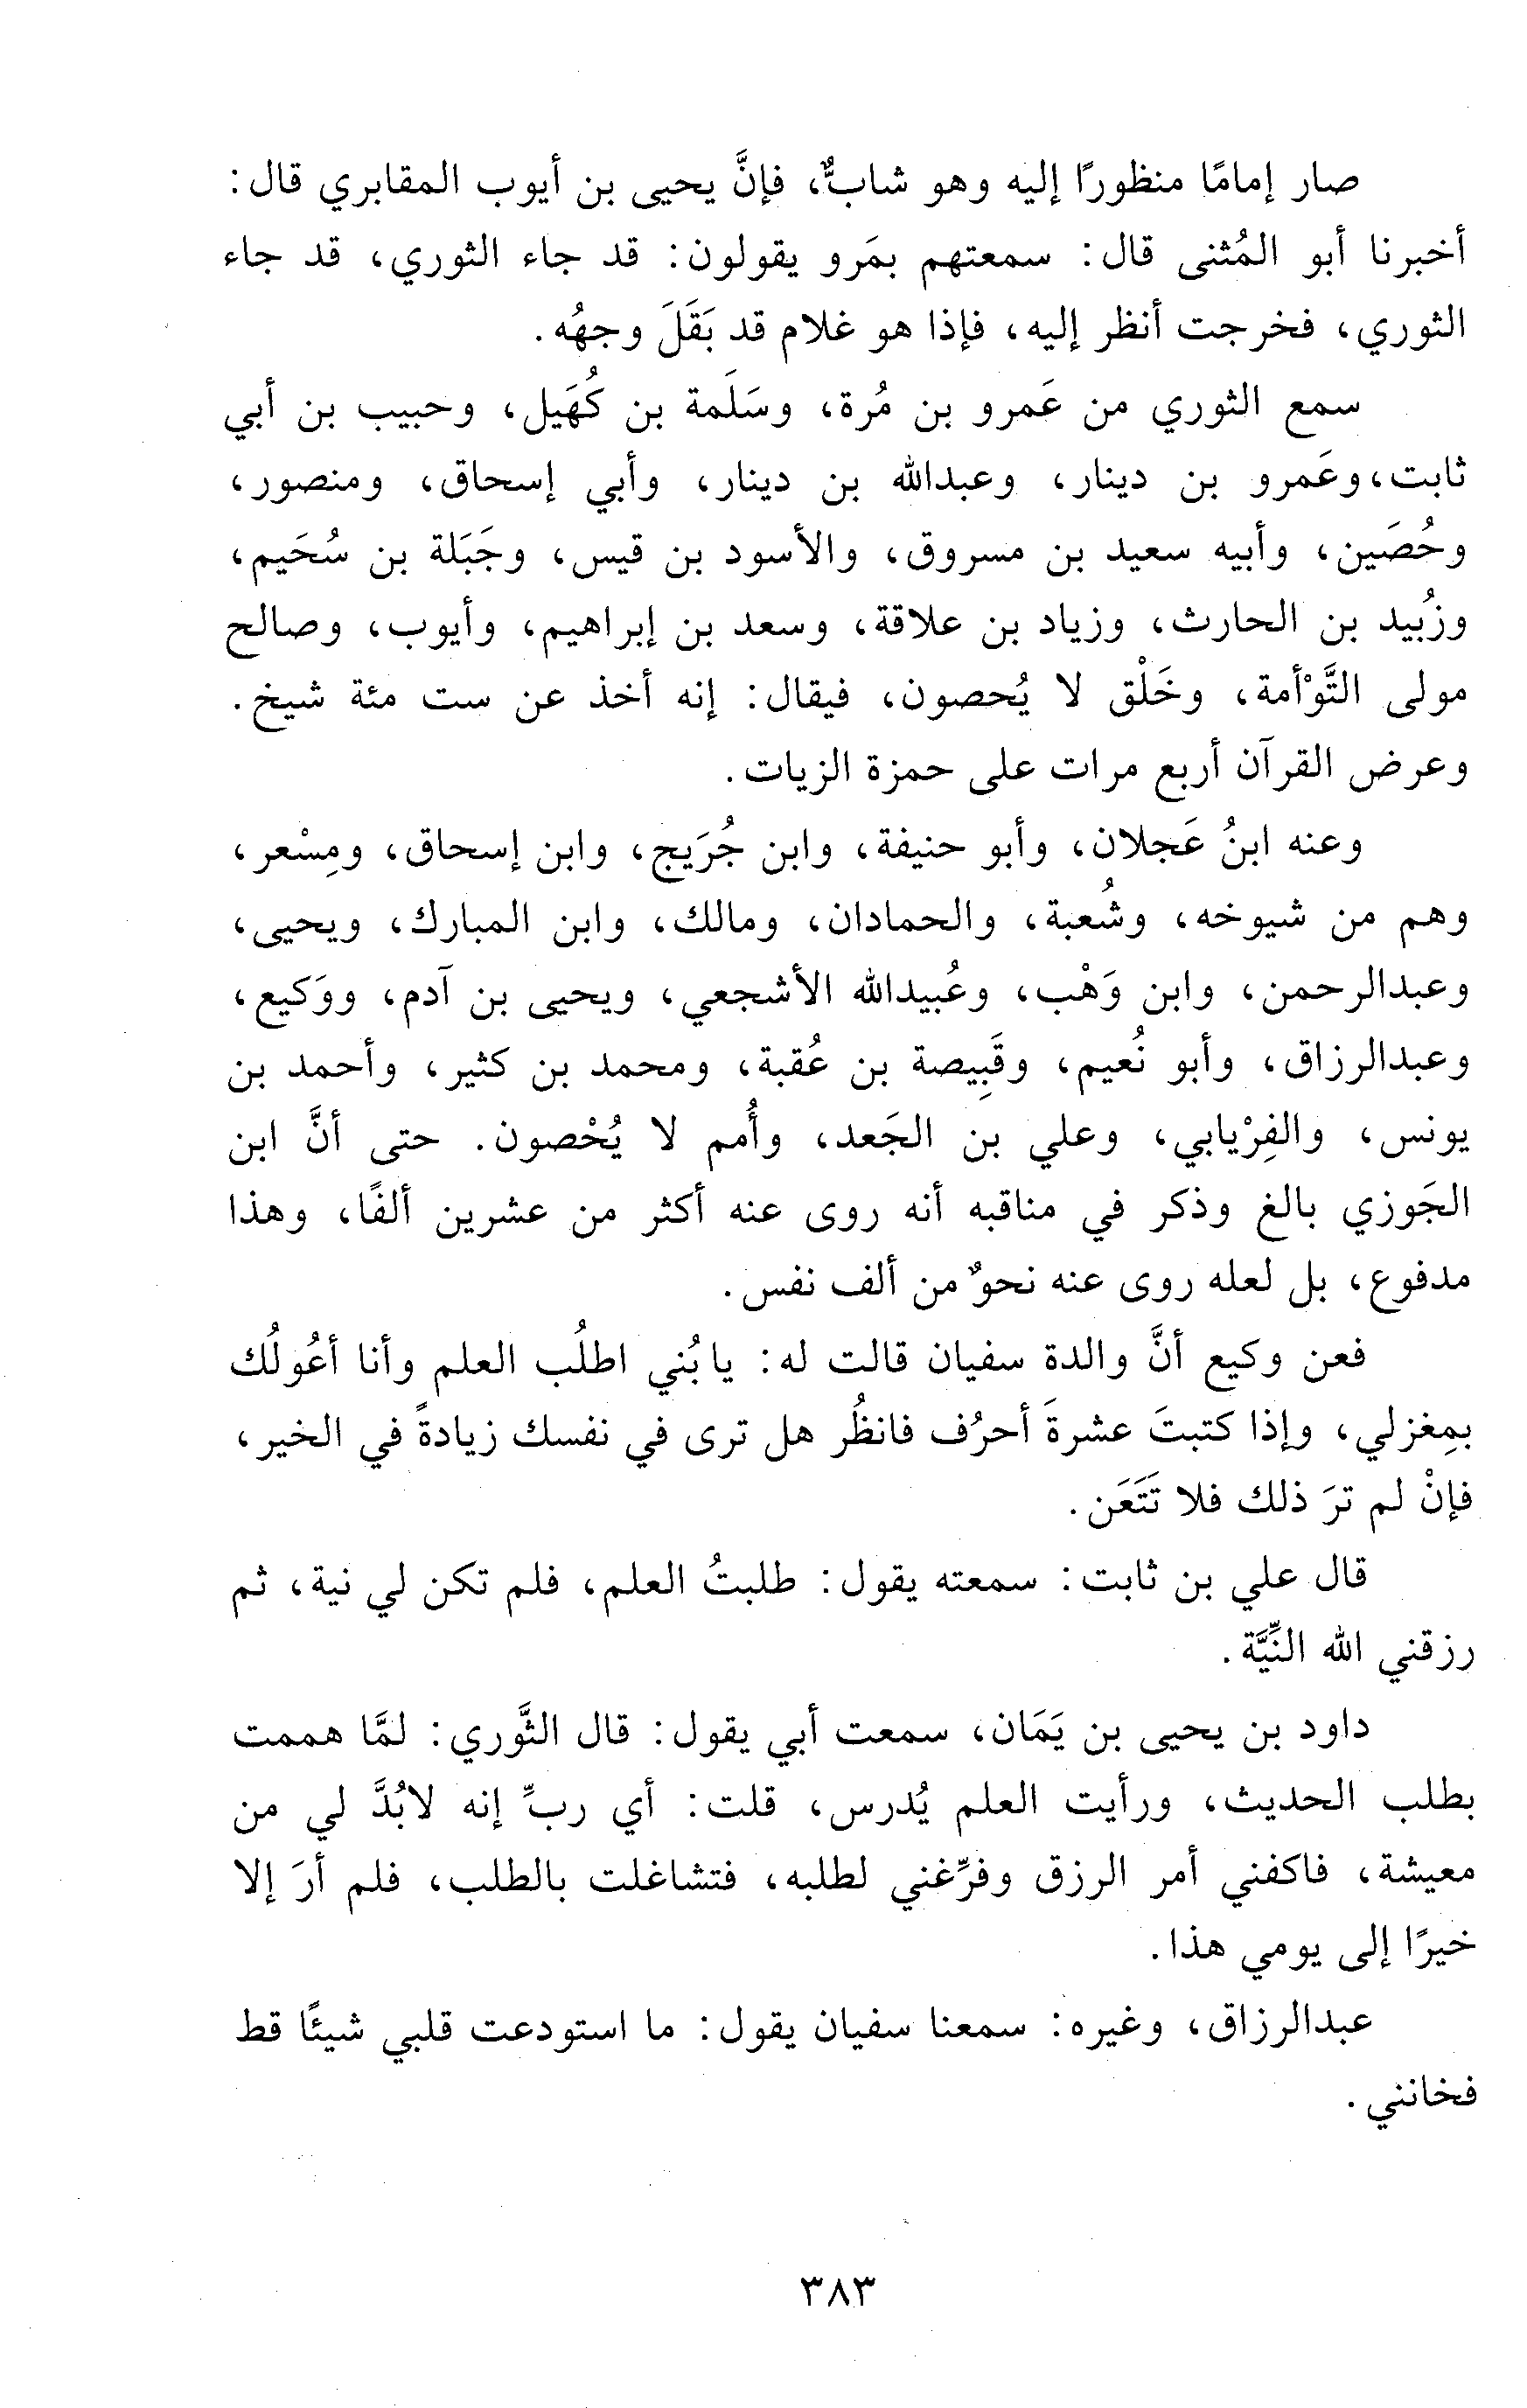 صار إمامًا منظورًا إليه وهو شابٌّ، فإنَّ يحيى بن أيوب المقابري قال:
أخبرنا أبو المُثنى قال: سمعتهم بمَرو يقولون: قد جاء الثوري، قد جاء
الثوري، فخرجت أنظر إليه، فإذا هو غلام قد بَقَلَ وجهُه.
سمع الثوري من عَمرو بن مُرة، وسَلَمة بن كُهَيل، وحبيب بن أبي
ثابت، وعَمرو بن دينار، وعبدالله بن دينار، وأبي إسحاق، ومنصور،
وحُصَين، وأبيه سعيد بن مسروق، والأسود بن قيس، وجَبَلة بن سُحَيم،
وزُبيد بن الحارث، وزياد بن علاقة، وسعد بن إبراهيم، وأيوب، وصالح
مولى التَّوْأمة، وخَلْق لا يُحصون، فيقال: إنه أخذ عن ست مئة شيخ.
وعرض القرآن أربع مرات على حمزة الزيات.
وعنه ابنُ عَجلان، وأبو حنيفة، وابن جُرَيج، وابن إسحاق، ومِسْعر،
وهم من شيوخه، وشُعبة، والحمادان، ومالك، وابن المبارك، ويحيى،
وعبدالرحمن، وابن وَهْب، وعُبيدالله الأشجعي، ويحيى بن آدم، ووَكيع،
وعبدالرزاق، وأبو نُعيم، وقَبِيصة بن عُقبة، ومحمد بن كثير، وأحمد بن
يونس، والفِرْيابي، وعلي بن الجَعد، وأُمم لا يُحْصون. حتى أنَّ ابن
الجَوزي بالغ وذكر في مناقبه أنه روى عنه أكثر من عشرين ألفًا، وهذا
مدفوع، بل لعله روى عنه نحوٌ من ألف نفس.
فعن وكيع أنَّ والدة سفيان قالت له: يا بُني اطلُب العلم وأنا أعُولُك
بمِغزلي، وإذا كتبتَ عشرةَ أحرُف فانظُر هل ترى في نفسك زيادةً في الخير،
فإنْ لم ترَ ذلك فلا تَتَعَن.
قال علي بن ثابت: سمعته يقول: طلبتُ العلم، فلم تكن لي نية، ثم
رزقني الله النِّيَّة.
داود بن يحيى بن يَمَان، سمعت أبي يقول: قال الثَّوري: لمَّا هممت
بطلب الحديث، ورأيت العلم يُدرس، قلت: أي ربِّ إنه لابُدَّ لي من
معيشة، فاكفني أمر الرزق وفرِّغني لطلبه، فتشاغلت بالطلب، فلم أرَ إلا
خيرًا إلى يومي هذا.
عبدالرزاق، وغيره: سمعنا سفيان يقول: ما استودعت قلبي شيئًا قط
فخانني.
٣٨٣